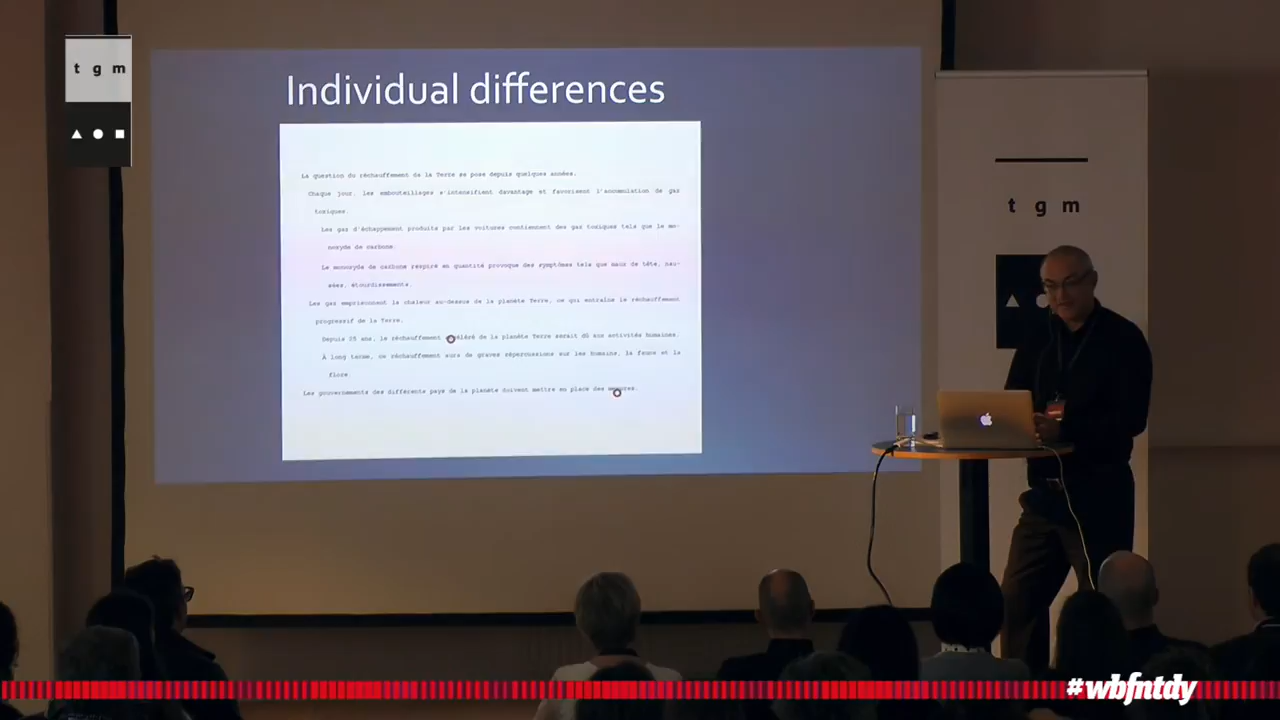 t g m
Individual differences
La question du réchauffement de la Terre se pose depuis quelques années.
Chaque jour, les embouteillages s'intensifient davantage et favorisent l'accumulation de gaz
toxiques.
Les gaz d'échappement produits par les voitures contiennent des gaz toxiques tels que le mo-
noxyde de carbone.
Le monoxyde de carbone respiré en quantité provoque des symptômes tels que maux de tête, nau-
sées, étourdissements.
Les gaz emprisonnent la chaleur au-dessus de la planète Terre, ce qui entraîne le réchauffement
progressif de la Terre.
Depuis 25 ans, le réchauffement de la planète Terre serait dû aux activités humaines.
À long terme, ce réchauffement aura de graves répercussions sur les humains, la faune et la
flore.
Les gouvernements des différents pays de la planète doivent mettre en place des mesures.
t g m
#wbfntdy